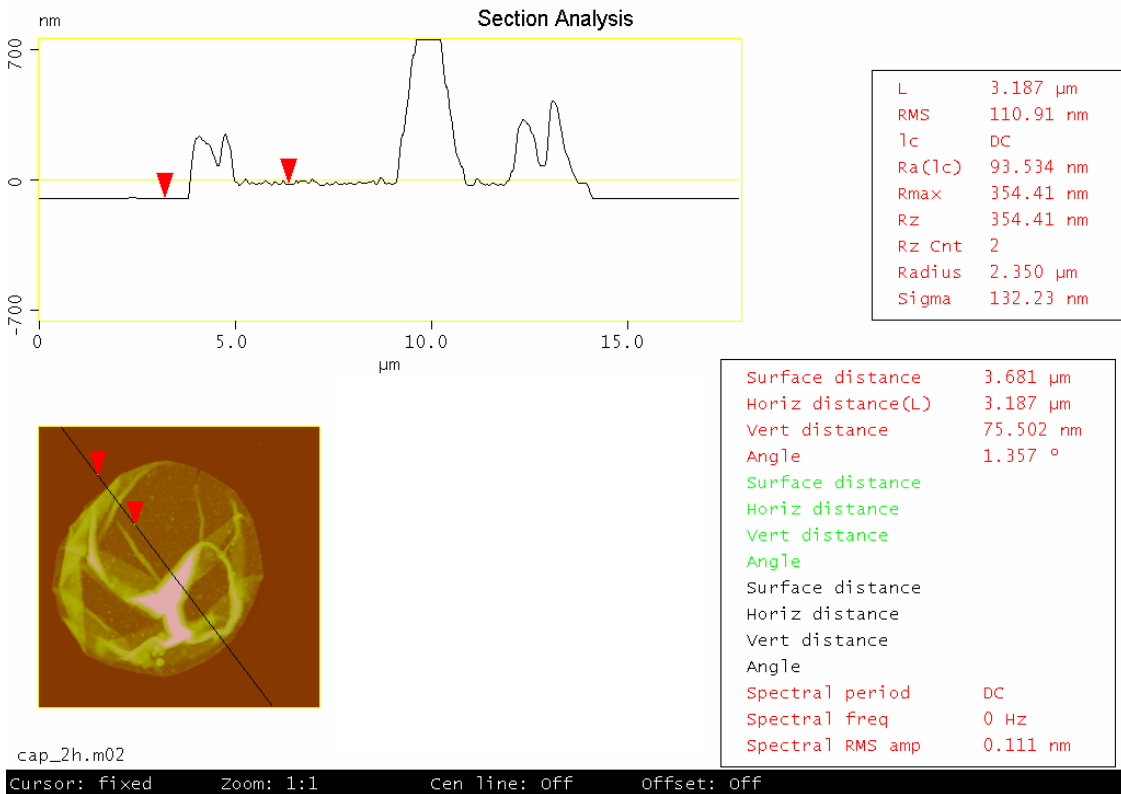 Section Analysis
nm
700
0
-700
0 5.0 10.0 15.0
µm
L 3.187 µm
RMS 110.91 nm
lc DC
Ra(lc) 93.534 nm
Rmax 354.41 nm
Rz 354.41 nm
Rz Cnt 2
Radius 2.350 µm
Sigma 132.23 nm
Surface distance 3.681 µm
Horiz distance(L) 3.187 µm
Vert distance 75.502 nm
Angle 1.357 º
Surface distance
Horiz distance
Vert distance
Angle
Surface distance
Horiz distance
Vert distance
Angle
Spectral period DC
Spectral freq 0 Hz
Spectral RMS amp 0.111 nm
cap_2h.m02
Cursor: fixed Zoom: 1:1 Cen line: Off Offset: Off